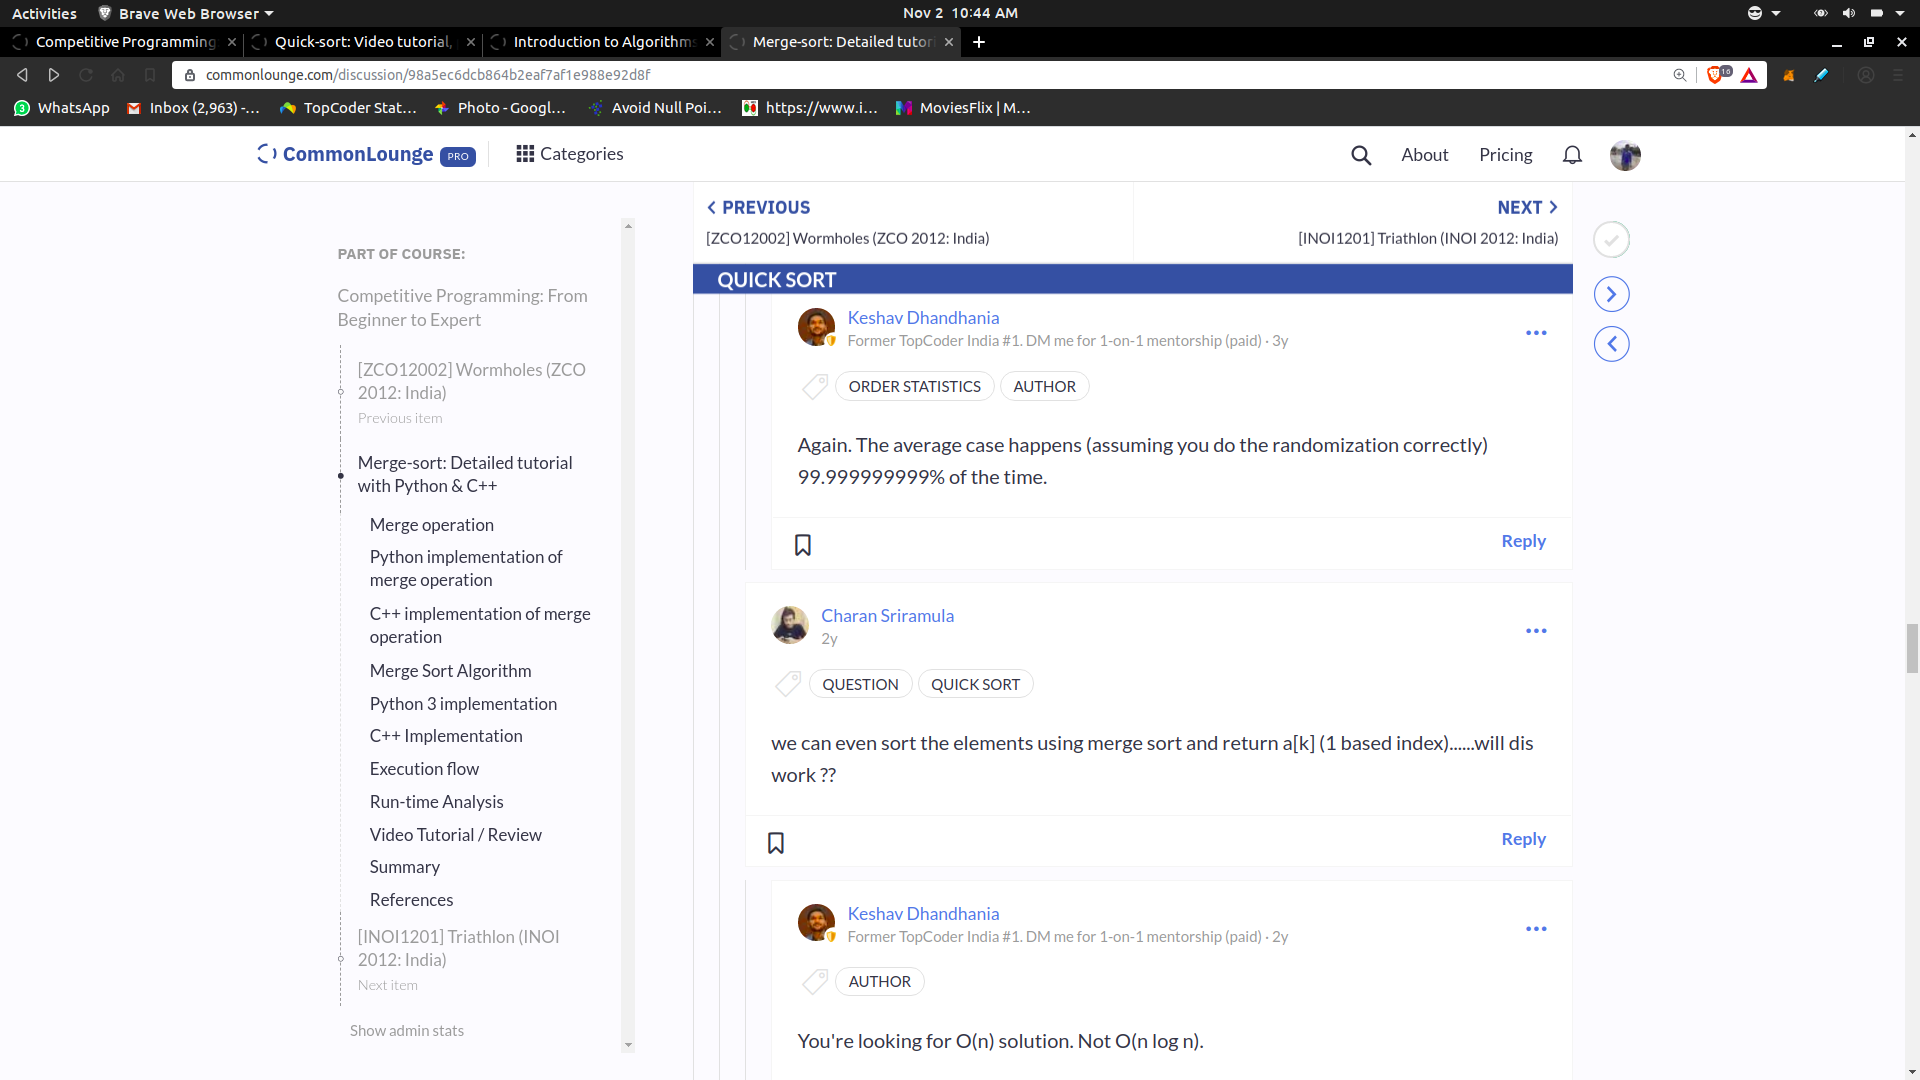 Activities Brave Web Browser Nov 2 10:44 AM
Competitive Programming Quick-sort: Video tutorial, Introduction to Algorithms Merge-sort: Detailed tutori
commonlounge.com/discussion/98a5ec6dcb864b2eaf7af1e988e92d8f 16
3 WhatsApp Inbox (2,963) -... TopCoder Stat... Photo - Googl... Avoid Null Poi... https://www.i... MoviesFlix | M...
CommonLounge PRO Categories About Pricing
PREVIOUS NEXT
[ZCO12002] Wormholes (ZCO 2012: India) [INOI1201] Triathlon (INOI 2012: India)
PART OF COURSE:
Competitive Programming: From
Beginner to Expert
[ZCO12002] Wormholes (ZCO
2012: India)
Previous item
Merge-sort: Detailed tutorial
with Python & C++
Merge operation
Python implementation of
merge operation
C++ implementation of merge
operation
Merge Sort Algorithm
Python 3 implementation
C++ Implementation
Execution flow
Run-time Analysis
Video Tutorial / Review
Summary
References
[INOI1201] Triathlon (INOI
2012: India)
Next item
Show admin stats
QUICK SORT
Keshav Dhandhania
Former TopCoder India #1. DM me for 1-on-1 mentorship (paid) · 3y
ORDER STATISTICS AUTHOR
Again. The average case happens (assuming you do the randomization correctly)
99.999999999% of the time.
Reply
Charan Sriramula
2y
QUESTION QUICK SORT
we can even sort the elements using merge sort and return a[k] (1 based index)......will dis
work ??
Reply
Keshav Dhandhania
Former TopCoder India #1. DM me for 1-on-1 mentorship (paid) · 2y
AUTHOR
You're looking for O(n) solution. Not O(n log n).